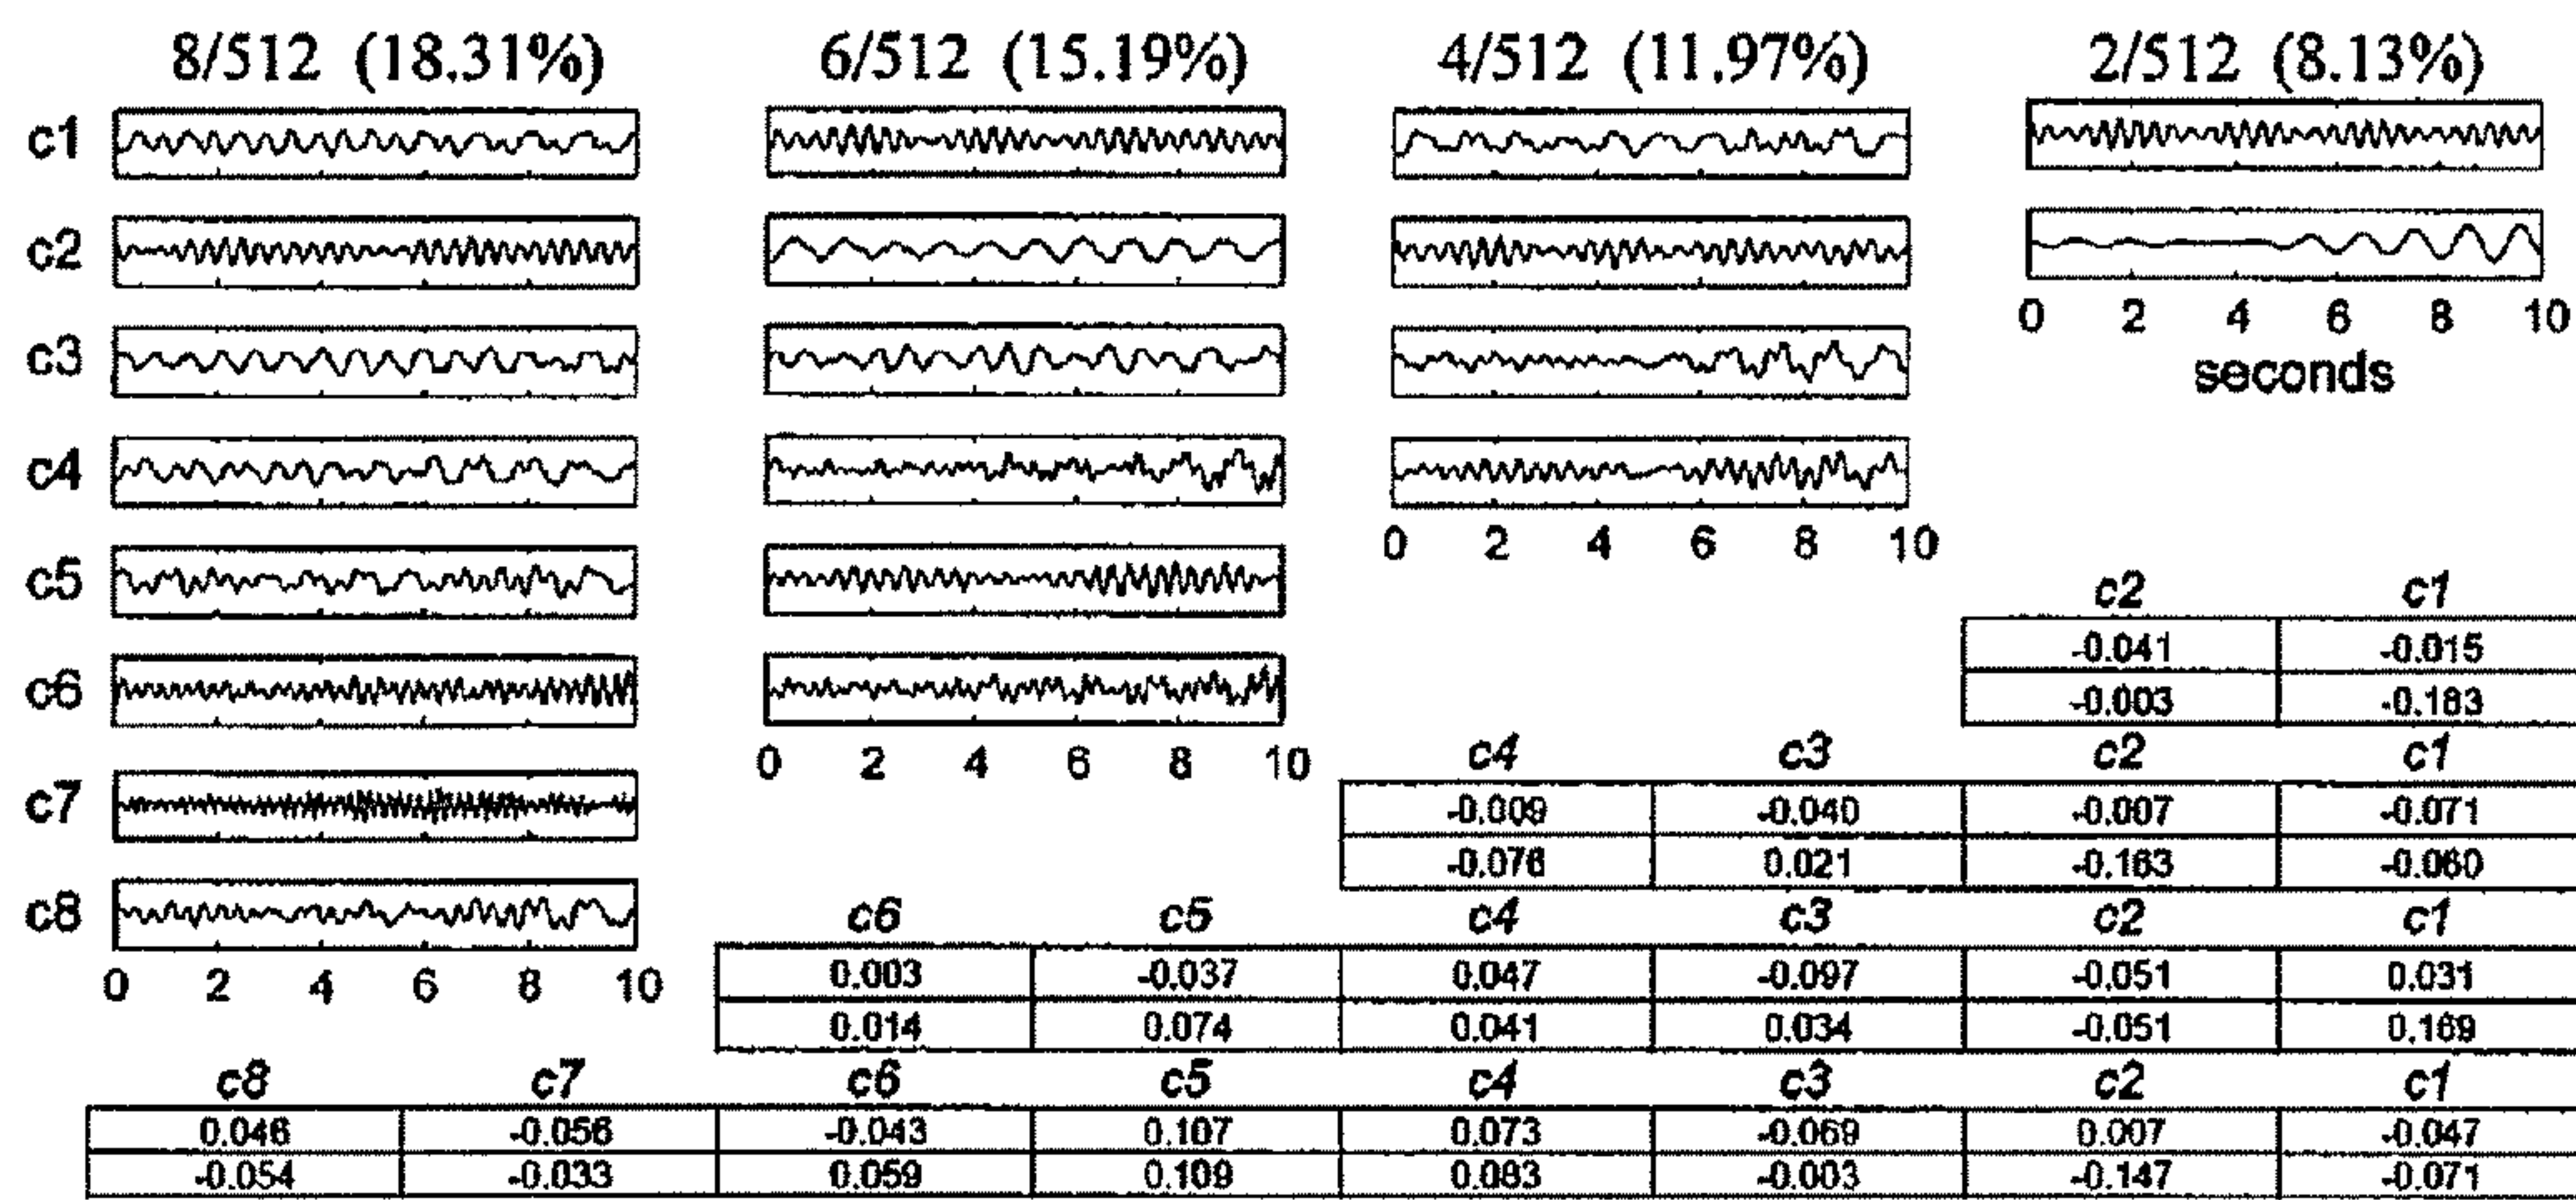 8/512 (18.31%) 6/512 (15.19%) 4/512 (11.97%) 2/512 (8.13%)
c1
c2
0 2 4 6 8 10
seconds
c3
c4
0 2 4 6 8 10
c5
c6
0 2 4 6 8 10
c7
c8
0 2 4 6 8 10
c2 c1
-0.041 -0.015
-0.003 -0.183
c4 c3 c2 c1
-0.009 -0.040 -0.007 -0.071
-0.076 0.021 -0.163 -0.060
c6 c5 c4 c3 c2 c1
0.003 -0.037 0.047 -0.097 -0.051 0.031
0.014 0.074 0.041 0.034 -0.051 0.169
c8 c7 c6 c5 c4 c3 c2 c1
0.046 -0.056 -0.043 0.107 0.073 -0.069 0.007 -0.047
-0.054 -0.033 0.059 0.109 0.083 -0.003 -0.147 -0.071